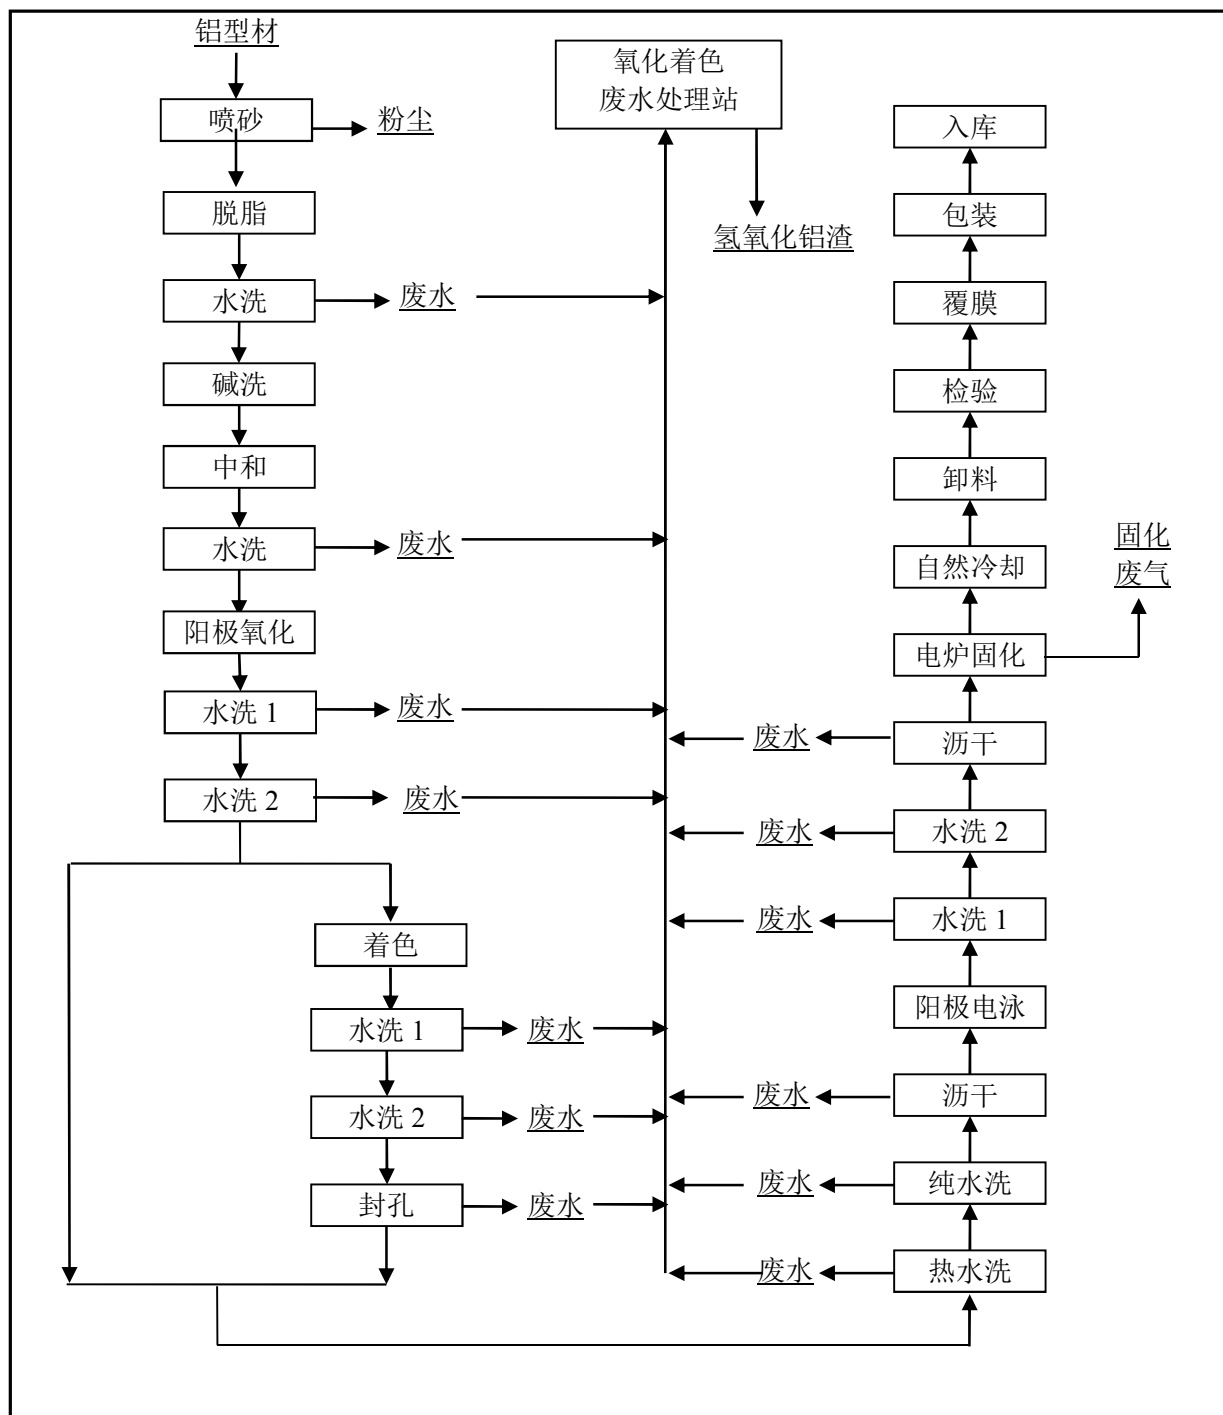 铝型材
喷砂
粉尘
脱脂
水洗
废水
碱洗
中和
水洗
废水
阳极氧化
水洗 1
废水
水洗 2
废水
着色
水洗 1
废水
水洗 2
废水
封孔
废水
氧化着色
废水处理站
氢氧化铝渣
入库
包装
覆膜
检验
卸料
自然冷却
固化
废气
电炉固化
废水
沥干
废水
水洗 2
废水
水洗 1
阳极电泳
废水
沥干
废水
纯水洗
废水
热水洗